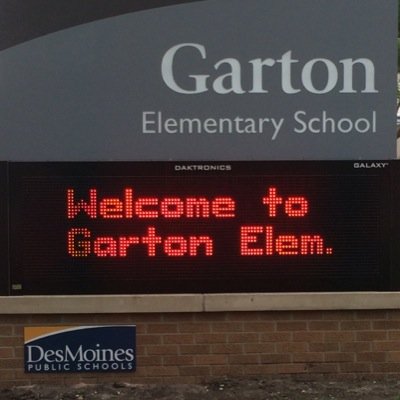 Garton
Elementary School
DAKTRONICS GALAXY
Welcome to
Garton Elem.
DesMoines
PUBLIC SCHOOLS